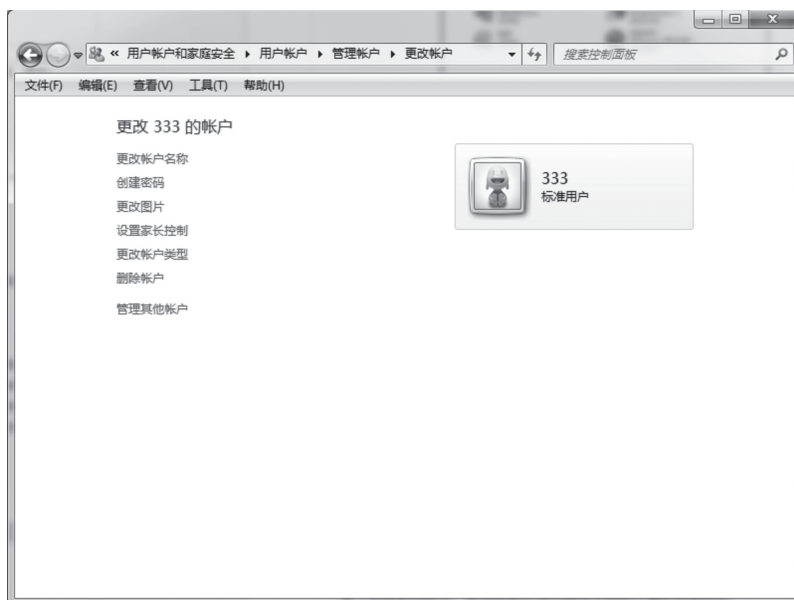 « 用户帐户和家庭安全 ▸ 用户帐户 ▸ 管理帐户 ▸ 更改帐户 搜索控制面板
文件(F) 编辑(E) 查看(V) 工具(T) 帮助(H)
更改 333 的帐户
更改帐户名称
创建密码
更改图片
设置家长控制
更改帐户类型
删除帐户
管理其他帐户
333
标准用户